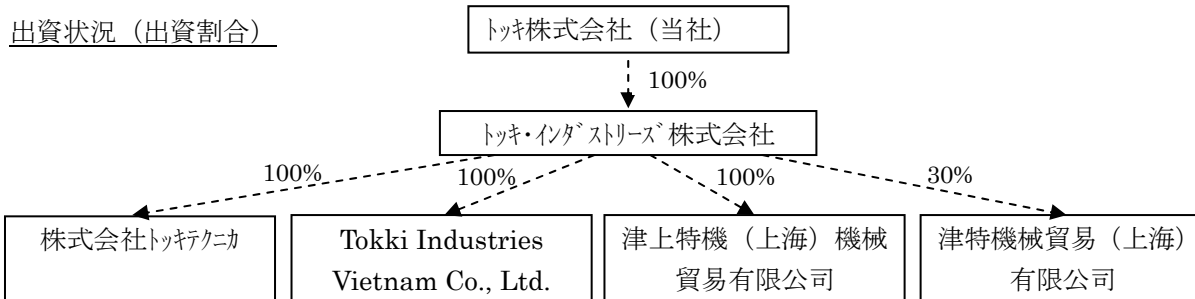 出資状況（出資割合）
ﾄｯｷ株式会社（当社）
100%
ﾄｯｷ・ｲﾝﾀﾞｽﾄﾘｰｽﾞ株式会社
100%
100%
100%
30%
株式会社ﾄｯｷﾃｸﾆｶ
Tokki Industries
Vietnam Co., Ltd.
津上特機（上海）機械
貿易有限公司
津特機械貿易（上海）
有限公司